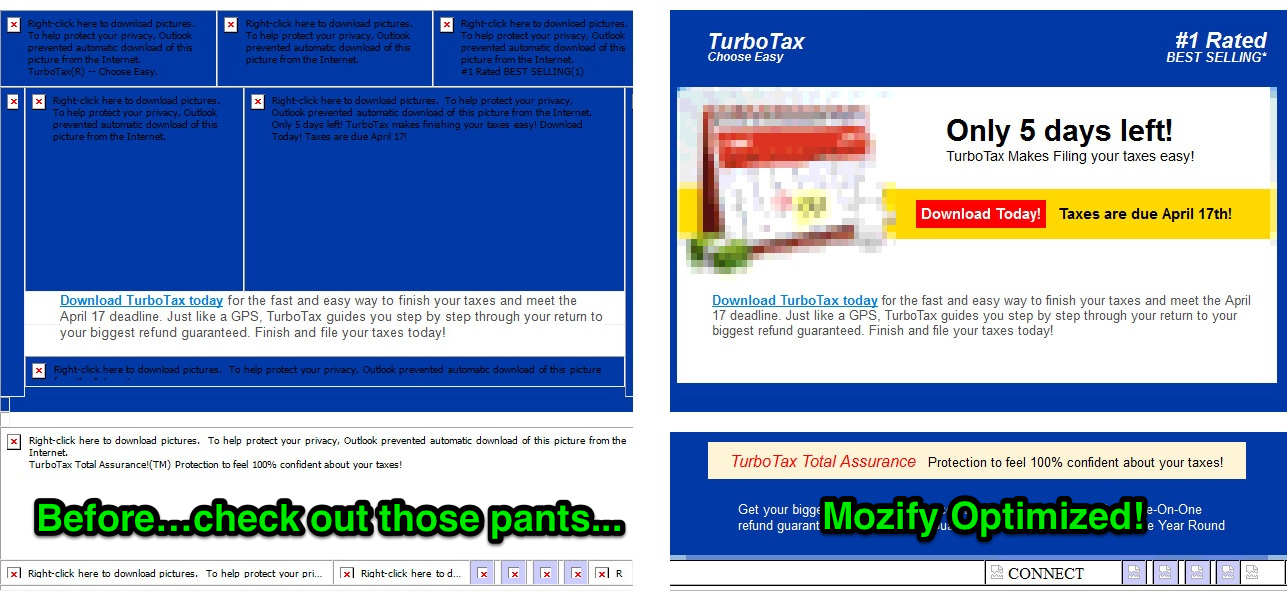 Right-click here to download pictures.
To help protect your privacy, Outlook
prevented automatic download of this
picture from the Internet.
TurboTax(R) -- Choose Easy.
Right-click here to download pictures.
To help protect your privacy, Outlook
prevented automatic download of this
picture from the Internet.
Right-click here to download pictures.
To help protect your privacy, Outlook
prevented automatic download of this
picture from the Internet.
#1 Rated BEST SELLING(1)
Right-click here to download pictures.
To help protect your privacy, Outlook
prevented automatic download of this
picture from the Internet.
Right-click here to download pictures. To help protect your privacy,
Outlook prevented automatic download of this picture from the Internet.
Only 5 days left! TurboTax makes finishing your taxes easy! Download
Today! Taxes are due April 17!
Download TurboTax today for the fast and easy way to finish your taxes and meet the
April 17 deadline. Just like a GPS, TurboTax guides you step by step through your return to
your biggest refund guaranteed. Finish and file your taxes today!
Right-click here to download pictures. To help protect your privacy, Outlook prevented automatic download of this picture
Right-click here to download pictures. To help protect your privacy, Outlook prevented automatic download of this picture from the
Internet.
TurboTax Total Assurance!(TM) Protection to feel 100% confident about your taxes!
Before...check out those pants...
Right-click here to download pictures. To help protect your pri...
Right-click here to d...
R
TurboTax
Choose Easy
#1 Rated
BEST SELLING*
Only 5 days left!
TurboTax Makes Filing your taxes easy!
Download Today! Taxes are due April 17th!
Download TurboTax today for the fast and easy way to finish your taxes and meet the April
17 deadline. Just like a GPS, TurboTax guides you step by step through your return to your
biggest refund guaranteed. Finish and file your taxes today!
TurboTax Total Assurance Protection to feel 100% confident about your taxes!
Get your e-On-One
refund e Year Round
Mozify Optimized!
CONNECT